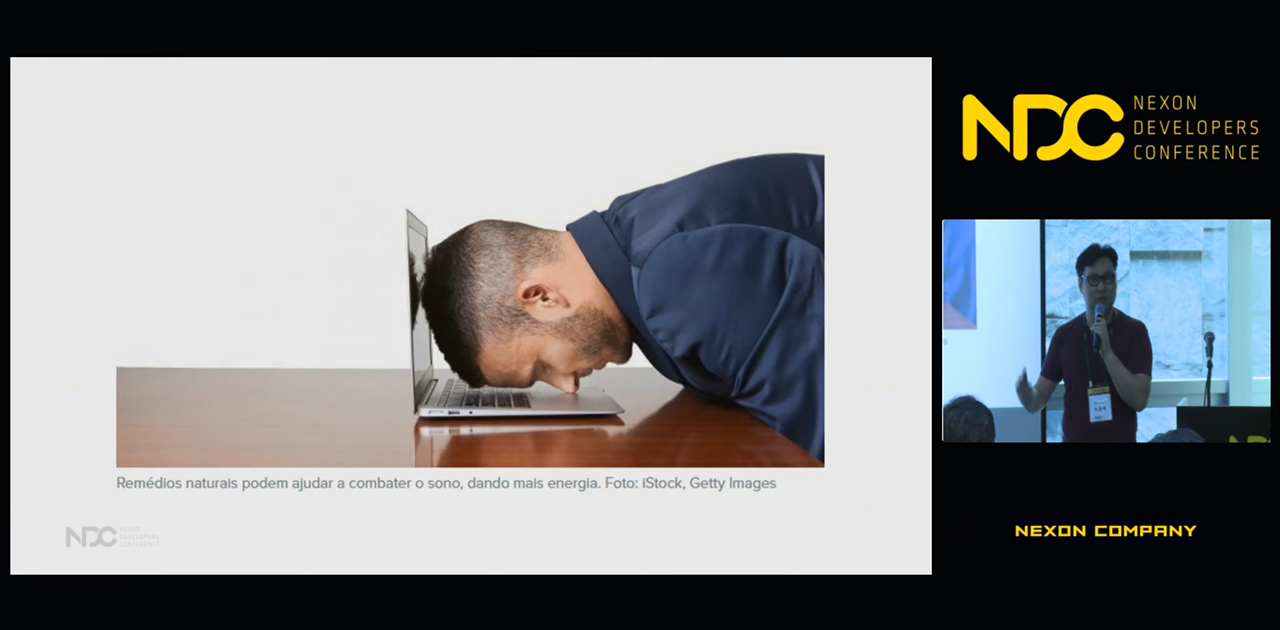 Remédios naturais podem ajudar a combater o sono, dando mais energia. Foto: iStock, Getty Images
NDC NEXON
DEVELOPERS
CONFERENCE
NDC NEXON
DEVELOPERS
CONFERENCE
NEXON COMPANY